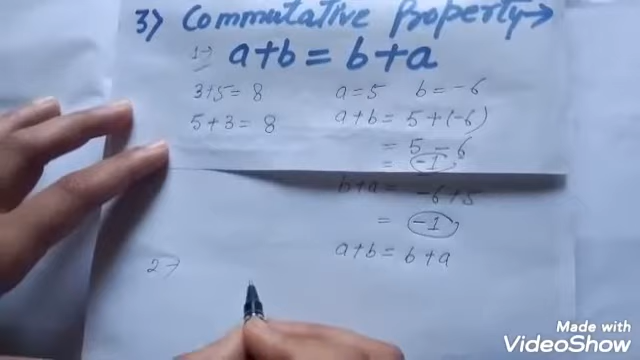 3> Commutative Property→
1→ a+b = b+a
3+5 = 8 a=5 b=-6
5+3 = 8 a+b = 5+(-6)
= 5-6
= -1
b+a = -6+5
= -1
a+b = b+a
2→
Made with
VideoShow